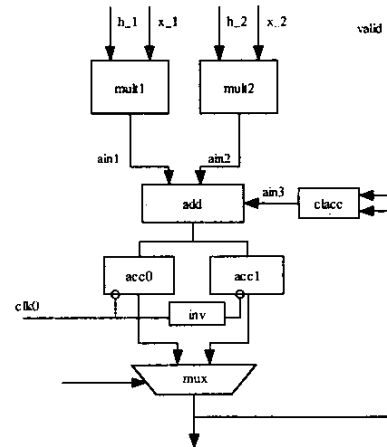 h_1 x_1 h_2 x_2 valid
mult1 mult2
ain1 ain2
ain3
add clacc
acc0 acc1
clk0 inv
mux